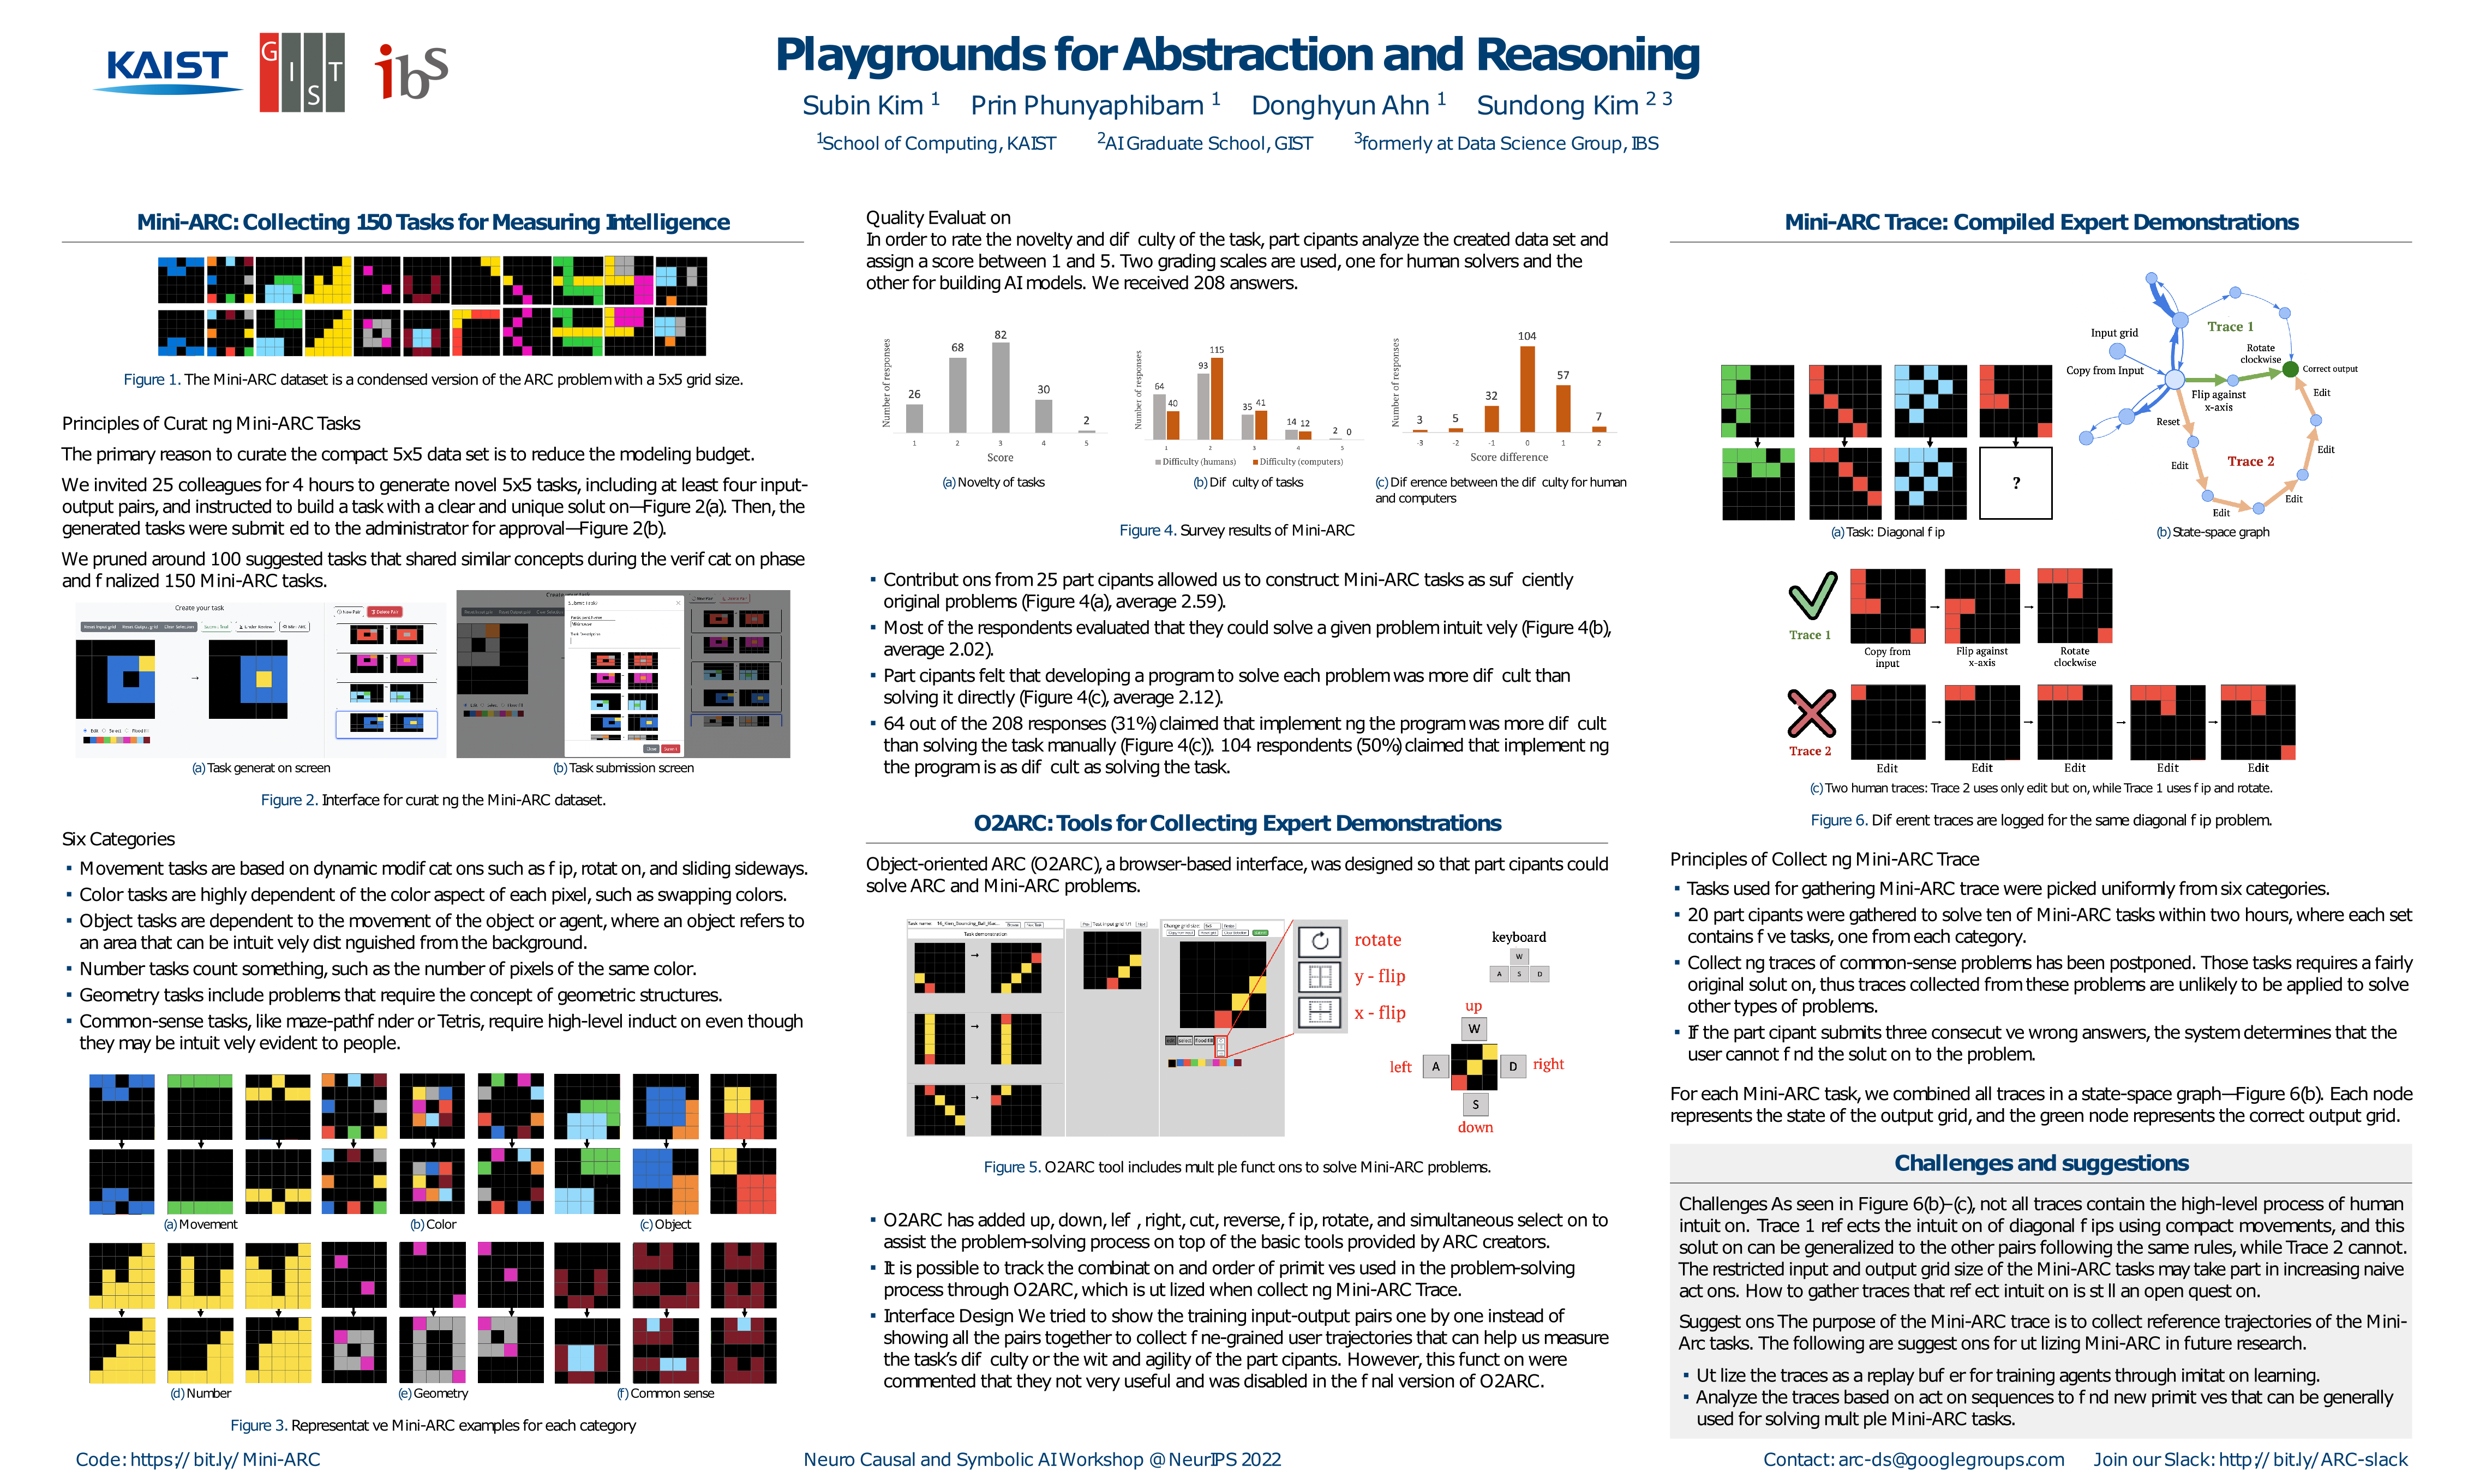 KAIST
GIST
ibS
Playgrounds for Abstraction and Reasoning
Subin Kim 1 Prin Phunyaphibarn 1 Donghyun Ahn 1 Sundong Kim 2 3
1School of Computing, KAIST 2AI Graduate School, GIST 3formerly at Data Science Group, IBS
Mini-ARC: Collecting 150 Tasks for Measuring Intelligence
Figure 1. The Mini-ARC dataset is a condensed version of the ARC problem with a 5x5 grid size.
Principles of Curat ng Mini-ARC Tasks
The primary reason to curate the compact 5x5 data set is to reduce the modeling budget.
We invited 25 colleagues for 4 hours to generate novel 5x5 tasks, including at least four input-
output pairs, and instructed to build a task with a clear and unique solut on—Figure 2(a). Then, the
generated tasks were submit ed to the administrator for approval—Figure 2(b).
We pruned around 100 suggested tasks that shared similar concepts during the verif cat on phase
and f nalized 150 Mini-ARC tasks.
Create your task
New Pair Delete Pair
Reset Input grid Reset Output grid Clear Selection Submit Task Under Review Mini-ARC
Edit Select Flood fill
(a) Task generat on screen
Submit Task
Clear Submit
(b) Task submission screen
Figure 2. Interface for curat ng the Mini-ARC dataset.
Six Categories
▪ Movement tasks are based on dynamic modif cat ons such as f ip, rotat on, and sliding sideways.
▪ Color tasks are highly dependent of the color aspect of each pixel, such as swapping colors.
▪ Object tasks are dependent to the movement of the object or agent, where an object refers to
an area that can be intuit vely dist nguished from the background.
▪ Number tasks count something, such as the number of pixels of the same color.
▪ Geometry tasks include problems that require the concept of geometric structures.
▪ Common-sense tasks, like maze-pathf nder or Tetris, require high-level induct on even though
they may be intuit vely evident to people.
(a) Movement (b) Color (c) Object
(d) Number (e) Geometry (f) Common sense
Figure 3. Representat ve Mini-ARC examples for each category
Quality Evaluat on
In order to rate the novelty and dif culty of the task, part cipants analyze the created data set and
assign a score between 1 and 5. Two grading scales are used, one for human solvers and the
other for building AI models. We received 208 answers.
Number of responses
26 68 82 30 2
1 2 3 4 5
Score
(a) Novelty of tasks
Number of responses
64 40 93 115 35 41 14 12 2 0
1 2 3 4 5
Difficulty (humans) Difficulty (computers)
(b) Dif culty of tasks
Number of responses
3 5 32 104 57 7
-3 -2 -1 0 1 2
Score difference
(c) Dif erence between the dif culty for human
and computers
Figure 4. Survey results of Mini-ARC
▪ Contribut ons from 25 part cipants allowed us to construct Mini-ARC tasks as suf ciently
original problems (Figure 4(a), average 2.59).
▪ Most of the respondents evaluated that they could solve a given problem intuit vely (Figure 4(b),
average 2.02).
▪ Part cipants felt that developing a program to solve each problem was more dif cult than
solving it directly (Figure 4(c), average 2.12).
▪ 64 out of the 208 responses (31%) claimed that implement ng the program was more dif cult
than solving the task manually (Figure 4(c)). 104 respondents (50%) claimed that implement ng
the program is as dif cult as solving the task.
O2ARC: Tools for Collecting Expert Demonstrations
Object-oriented ARC (O2ARC), a browser-based interface, was designed so that part cipants could
solve ARC and Mini-ARC problems.
Task name:
Task demonstration
Test input grid 1/1
Change grid size: 5x5
rotate
y - flip
x - flip
keyboard
W
A S D
up
W
left A D right
S
down
Figure 5. O2ARC tool includes mult ple funct ons to solve Mini-ARC problems.
▪ O2ARC has added up, down, lef , right, cut, reverse, f ip, rotate, and simultaneous select on to
assist the problem-solving process on top of the basic tools provided by ARC creators.
▪ It is possible to track the combinat on and order of primit ves used in the problem-solving
process through O2ARC, which is ut lized when collect ng Mini-ARC Trace.
▪ Interface Design We tried to show the training input-output pairs one by one instead of
showing all the pairs together to collect f ne-grained user trajectories that can help us measure
the task's dif culty or the wit and agility of the part cipants. However, this funct on were
commented that they not very useful and was disabled in the f nal version of O2ARC.
Mini-ARC Trace: Compiled Expert Demonstrations
?
(a) Task: Diagonal f ip
Input grid
Copy from Input
Trace 1
Rotate
clockwise
Correct output
Flip against
x-axis
Edit
Reset
Edit
Trace 2
Edit
Edit
Edit
(b) State-space graph
Trace 1
Copy from
input
Flip against
x-axis
Rotate
clockwise
Trace 2
Edit Edit Edit Edit Edit
(c) Two human traces: Trace 2 uses only edit but on, while Trace 1 uses f ip and rotate.
Figure 6. Dif erent traces are logged for the same diagonal f ip problem.
Principles of Collect ng Mini-ARC Trace
▪ Tasks used for gathering Mini-ARC trace were picked uniformly from six categories.
▪ 20 part cipants were gathered to solve ten of Mini-ARC tasks within two hours, where each set
contains f ve tasks, one from each category.
▪ Collect ng traces of common-sense problems has been postponed. Those tasks requires a fairly
original solut on, thus traces collected from these problems are unlikely to be applied to solve
other types of problems.
▪ If the part cipant submits three consecut ve wrong answers, the system determines that the
user cannot f nd the solut on to the problem.
For each Mini-ARC task, we combined all traces in a state-space graph—Figure 6(b). Each node
represents the state of the output grid, and the green node represents the correct output grid.
Challenges and suggestions
Challenges As seen in Figure 6(b)–(c), not all traces contain the high-level process of human
intuit on. Trace 1 ref ects the intuit on of diagonal f ips using compact movements, and this
solut on can be generalized to the other pairs following the same rules, while Trace 2 cannot.
The restricted input and output grid size of the Mini-ARC tasks may take part in increasing naive
act ons. How to gather traces that ref ect intuit on is st ll an open quest on.
Suggest ons The purpose of the Mini-ARC trace is to collect reference trajectories of the Mini-
Arc tasks. The following are suggest ons for ut lizing Mini-ARC in future research.
▪ Ut lize the traces as a replay buf er for training agents through imitat on learning.
▪ Analyze the traces based on act on sequences to f nd new primit ves that can be generally
used for solving mult ple Mini-ARC tasks.
Code: https://bit.ly/Mini-ARC
Neuro Causal and Symbolic AI Workshop @ NeurIPS 2022
Contact: arc-ds@googlegroups.com Join our Slack: http://bit.ly/ARC-slack